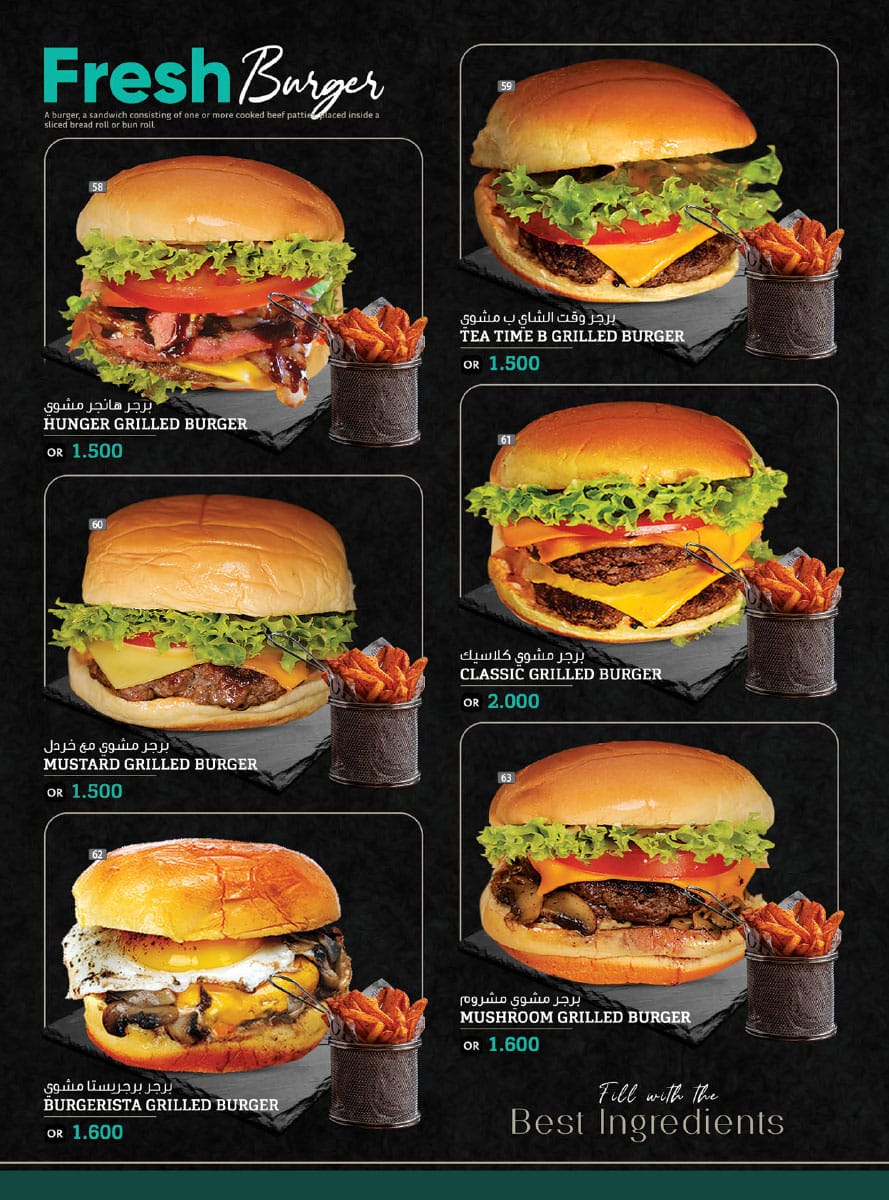 Fresh Burger
A burger, a sandwich consisting of one or more cooked beef patties, placed inside a
sliced bread roll or bun roll.
58
برجر هانجر مشوي
HUNGER GRILLED BURGER
OR 1.500
59
برجر وقت الشاي ب مشوي
TEA TIME B GRILLED BURGER
OR 1.500
60
برجر مشوي مع خردل
MUSTARD GRILLED BURGER
OR 1.500
61
برجر مشوي كلاسيك
CLASSIC GRILLED BURGER
OR 2.000
62
برجر برجريستا مشوي
BURGERISTA GRILLED BURGER
OR 1.600
63
برجر مشوي مشروم
MUSHROOM GRILLED BURGER
OR 1.600
Fill with the
Best Ingredients